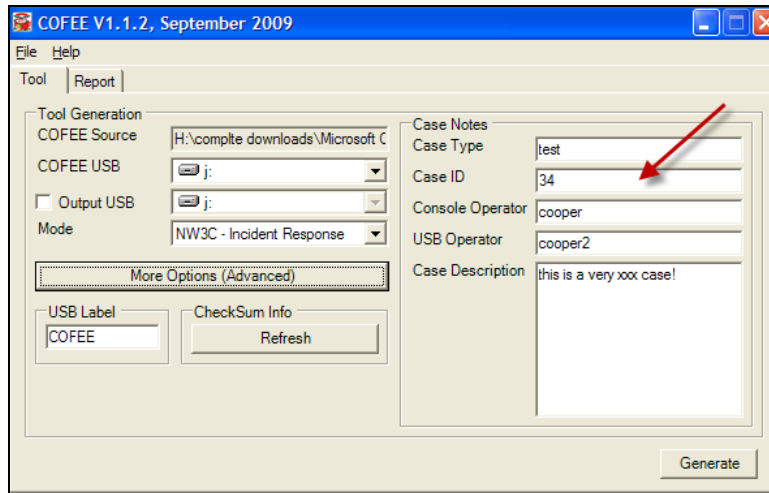 COFEE V1.1.2, September 2009
File Help
Tool Report
Tool Generation
COFEE Source H:\complte downloads\Microsoft C
COFEE USB j:
Output USB j:
Mode NW3C - Incident Response
More Options (Advanced)
USB Label
COFEE
CheckSum Info
Refresh
Case Notes
Case Type test
Case ID 34
Console Operator cooper
USB Operator cooper2
Case Description this is a very xxx case!
Generate